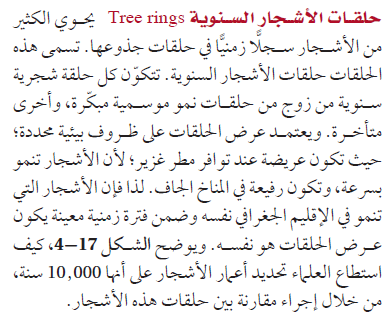 حلقات الأشجار السنوية Tree rings يحوي الكثير
من الأشجار سجلًّا زمنيًّا في حلقات جذوعها. تسمى هذه
الحلقات حلقات الأشجار السنوية. تتكوّن كل حلقة شجرية
سنوية من زوج من حلقات نمو موسمية مبكّرة، وأخرى
متأخرة. ويعتمد عرض الحلقات على ظروف بيئية محددة؛
حيث تكون عريضة عند توافر مطر غزير؛ لأن الأشجار تنمو
بسرعة، وتكون رفيعة في المناخ الجاف. لذا فإن الأشجار التي
تنمو في الإقليم الجغرافي نفسه وضمن فترة زمنية معينة يكون
عرض الحلقات هو نفسه. ويوضح الشكل 17–4، كيف
استطاع العلماء تحديد أعمار الأشجار على أنها 10,000 سنة،
من خلال إجراء مقارنة بين حلقات هذه الأشجار.